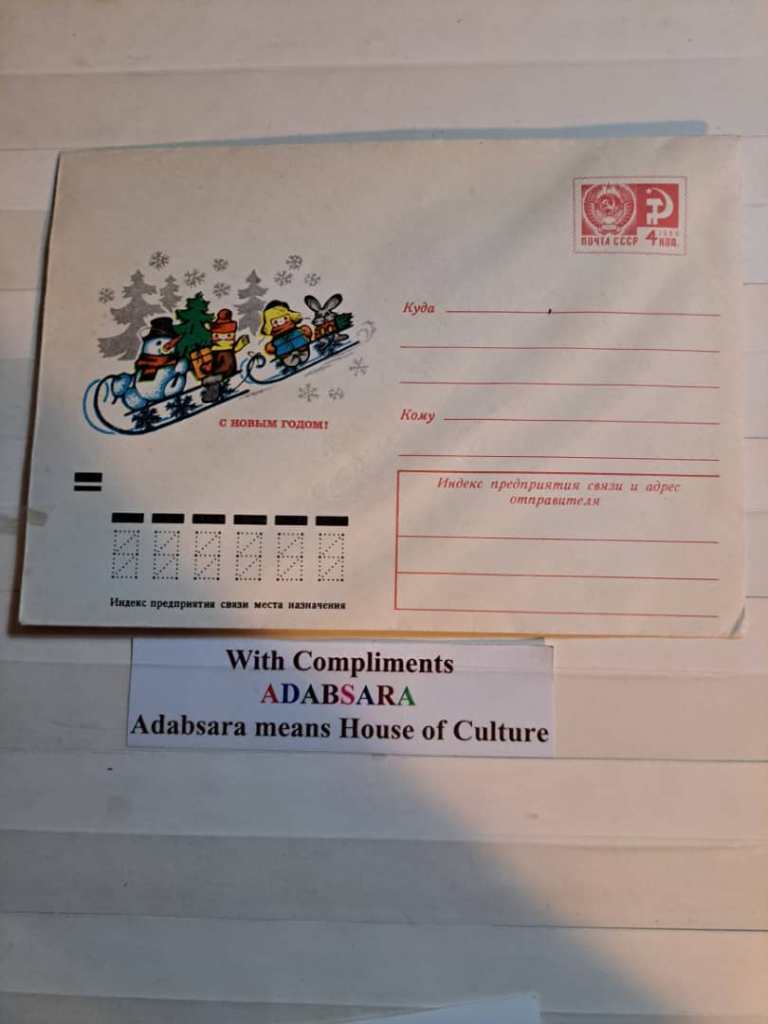 ПОЧТА СССР 4 КОП.
Куда
С НОВЫМ ГОДОМ!
Кому
Индекс предприятия связи и адрес
отправителя
Индекс предприятия связи места назначения
With Compliments
ADABSARA
Adabsara means House of Culture